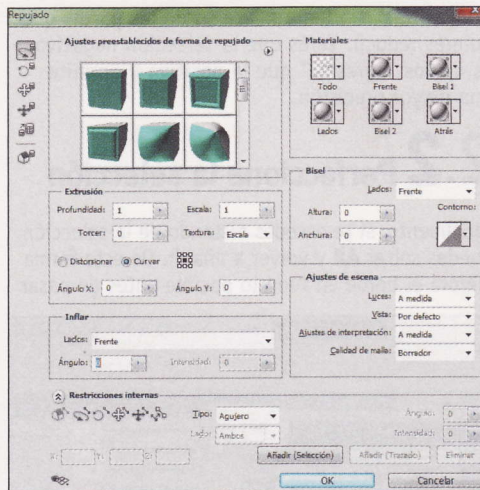 Repujado
Ajustes preestablecidos de forma de repujado
Materiales
Todo Frente Bisel 1
Lados Bisel 2 Atrás
Extrusión
Profundidad: 1 Escala: 1
Torcer: 0 Textura: Escala
Distorsionar Curvar
Ángulo X: 0 Ángulo Y: 0
Inflar
Lados: Frente
Ángulo: 0 Intensidad: 0
Bisel
Lados: Frente
Altura: 0 Contorno:
Anchura: 0
Ajustes de escena
Luces: A medida
Vista: Por defecto
Ajustes de interpretación: A medida
Calidad de malla: Borrador
Restricciones internas
Tipo: Agujero Ángulo: 0
Lado: Ambos Intensidad: 0
X: Y: Z: Añadir (Selección) Añadir (Trazado) Eliminar
OK Cancelar